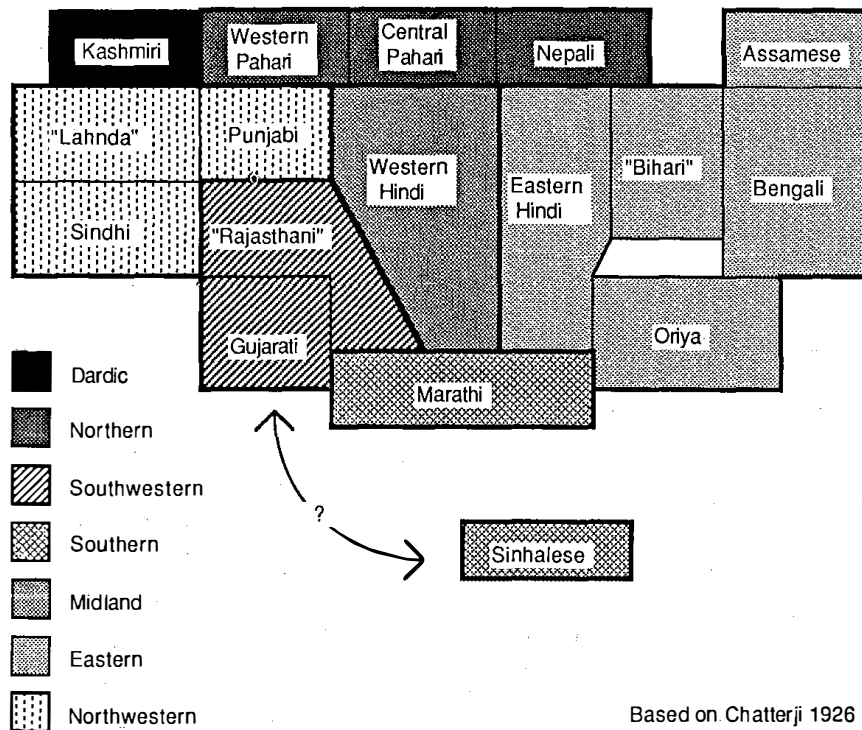 Kashmiri
Western
Pahari
Central
Pahari
Nepali
Assamese
"Lahnda"
Punjabi
Western
Hindi
Eastern
Hindi
"Bihari"
Bengali
Sindhi
"Rajasthani"
Gujarati
Oriya
Marathi
?
Sinhalese
Dardic
Northern
Southwestern
Southern
Midland
Eastern
Northwestern
Based on Chatterji 1926